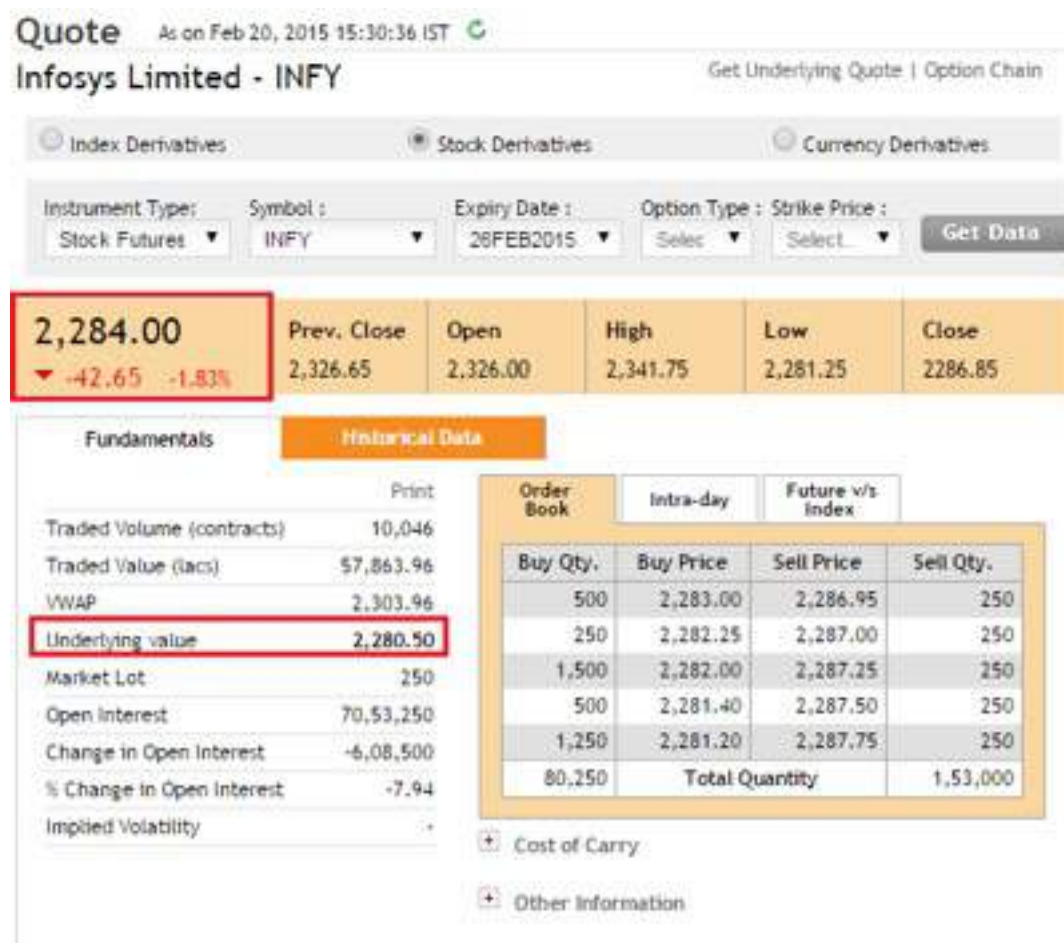 Quote As on Feb 20, 2015 15:30:36 IST
Infosys Limited - INFY
Get Underlying Quote | Option Chain
Index Derivatives Stock Derivatives Currency Derivatives
Instrument Type: Symbol : Expiry Date : Option Type : Strike Price :
Stock Futures INFY 26FEB2015 Selec Select.. Get Data
2,284.00 Prev. Close Open High Low Close
-42.65 -1.83% 2,326.65 2,326.00 2,341.75 2,281.25 2286.85
Fundamentals Historical Data
Print
Traded Volume (contracts) 10,046
Traded Value (lacs) 57,863.96
VWAP 2,303.96
Underlying value 2,280.50
Market Lot 250
Open Interest 70,53,250
Change in Open Interest -6,08,500
% Change in Open Interest -7.94
Implied Volatility -
Order Book Intra-day Future v/s Index
Buy Qty. Buy Price Sell Price Sell Qty.
500 2,283.00 2,286.95 250
250 2,282.25 2,287.00 250
1,500 2,282.00 2,287.25 250
500 2,281.40 2,287.50 250
1,250 2,281.20 2,287.75 250
80,250 Total Quantity 1,53,000
Cost of Carry
Other Information